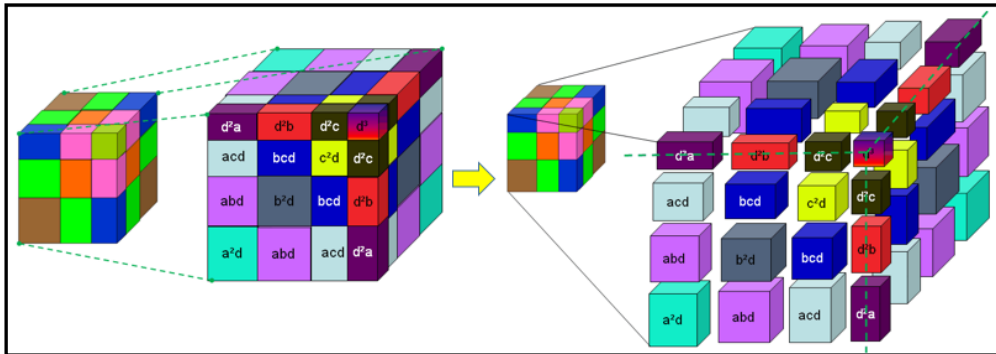 d²a d²b d²c d³
acd bcd c²d d²c
abd b²d bcd d²b
a²d abd acd d²a
d²a d²b d²c
acd bcd c²d d²c
abd b²d bcd d²b
a²d abd acd d²a